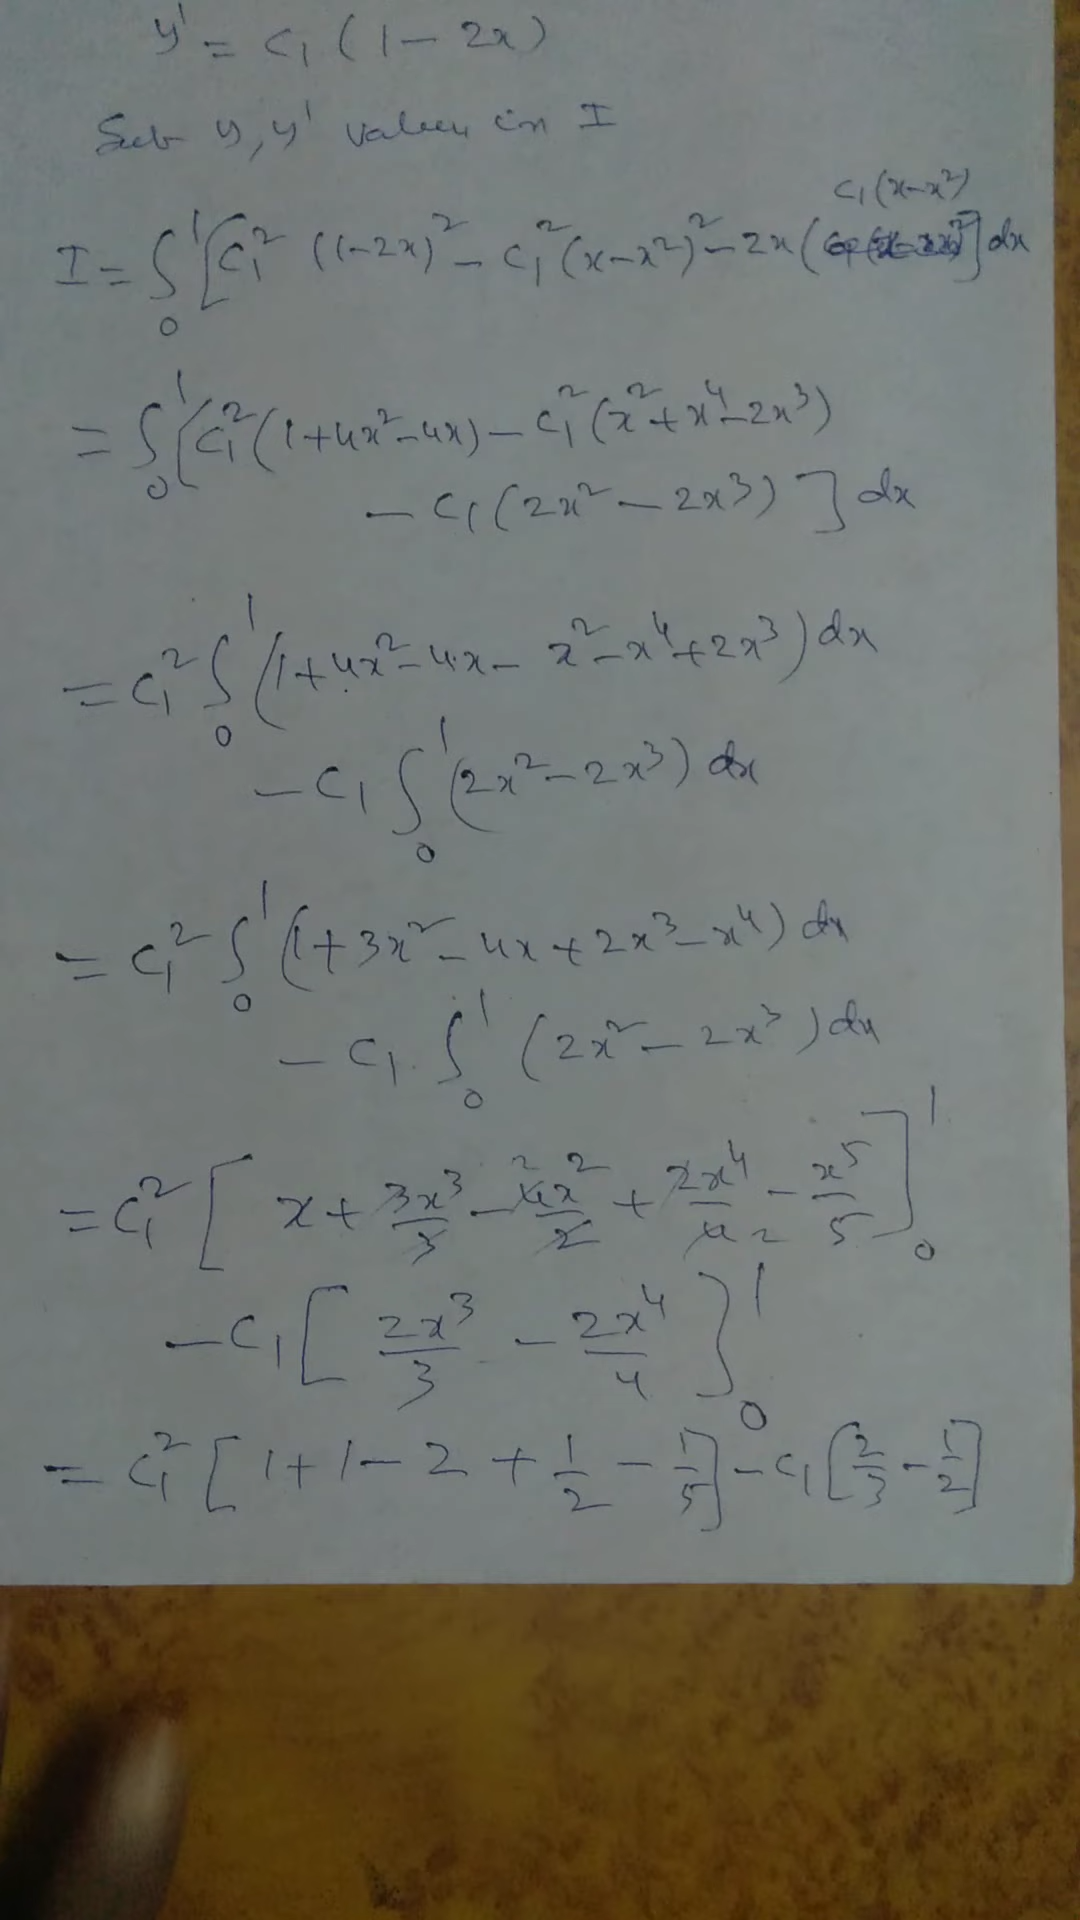 y' = c₁ (1 - 2x)
Sub y, y' values in I
c₁(x-x²)
I = ∫₀¹ [c₁² (1-2x)² - c₁² (x-x²)² - 2x ( ] dx
= ∫₀¹ [c₁² (1+4x²-4x) - c₁² (x²+x⁴-2x³)
- c₁ (2x² - 2x³) ] dx
= c₁² ∫₀¹ (1+4x²-4x - x²-x⁴+2x³) dx
- c₁ ∫₀¹ (2x²-2x³) dx
= c₁² ∫₀¹ (1+3x²-4x+2x³-x⁴) dx
- c₁ ∫₀¹ (2x²-2x³) dx
= c₁² [ x + 3x³/3 - 4x²/2 + 2x⁴/4 2 - x⁵/5 ]₀¹
- c₁ [ 2x³/3 - 2x⁴/4 ]₀¹
= c₁² [ 1+1-2 + 1/2 - 1/5 ] - c₁ [ 2/3 - 1/2 ]